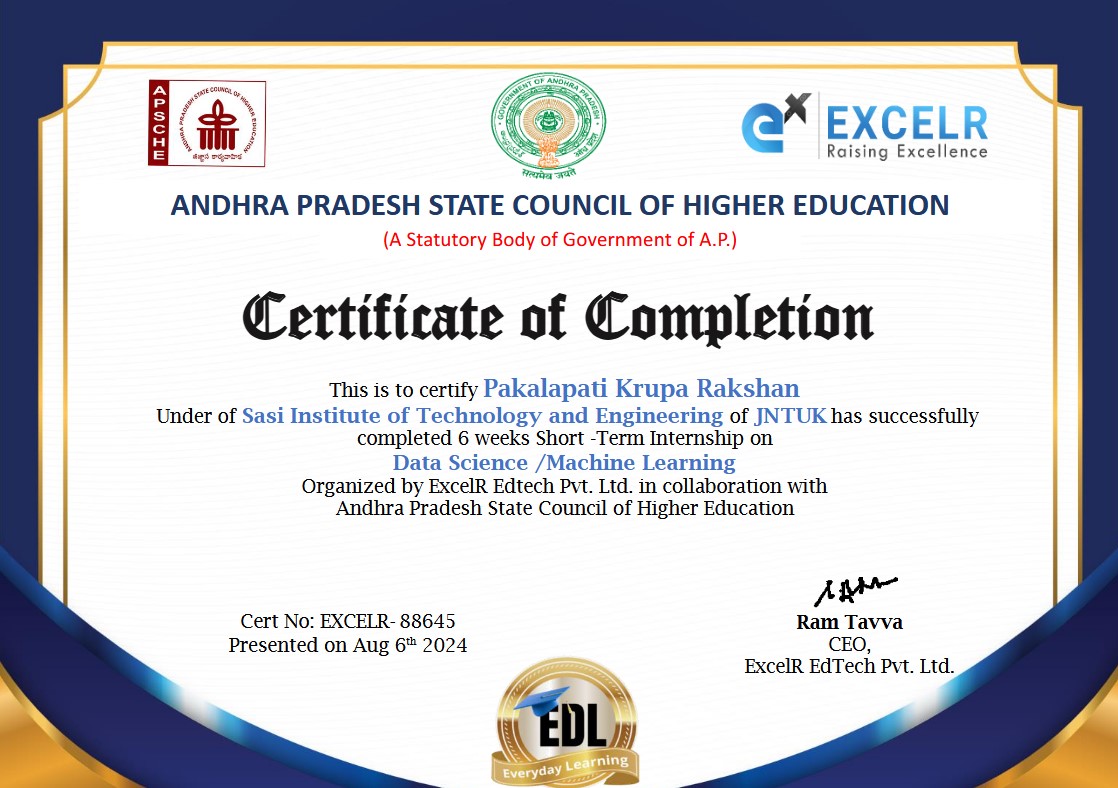 APSCHE
ANDHRA PRADESH STATE COUNCIL OF HIGHER EDUCATION
GOVERNMENT OF ANDHRA PRADESH
सत्यमेव जयते
ex EXCELR
Raising Excellence
ANDHRA PRADESH STATE COUNCIL OF HIGHER EDUCATION
(A Statutory Body of Government of A.P.)
Certificate of Completion
This is to certify Pakalapati Krupa Rakshan
Under of Sasi Institute of Technology and Engineering of JNTUK has successfully
completed 6 weeks Short -Term Internship on
Data Science /Machine Learning
Organized by ExcelR Edtech Pvt. Ltd. in collaboration with
Andhra Pradesh State Council of Higher Education
Cert No: EXCELR- 88645
Presented on Aug 6th 2024
Ram Tavva
CEO,
ExcelR EdTech Pvt. Ltd.
EDL
Everyday Learning